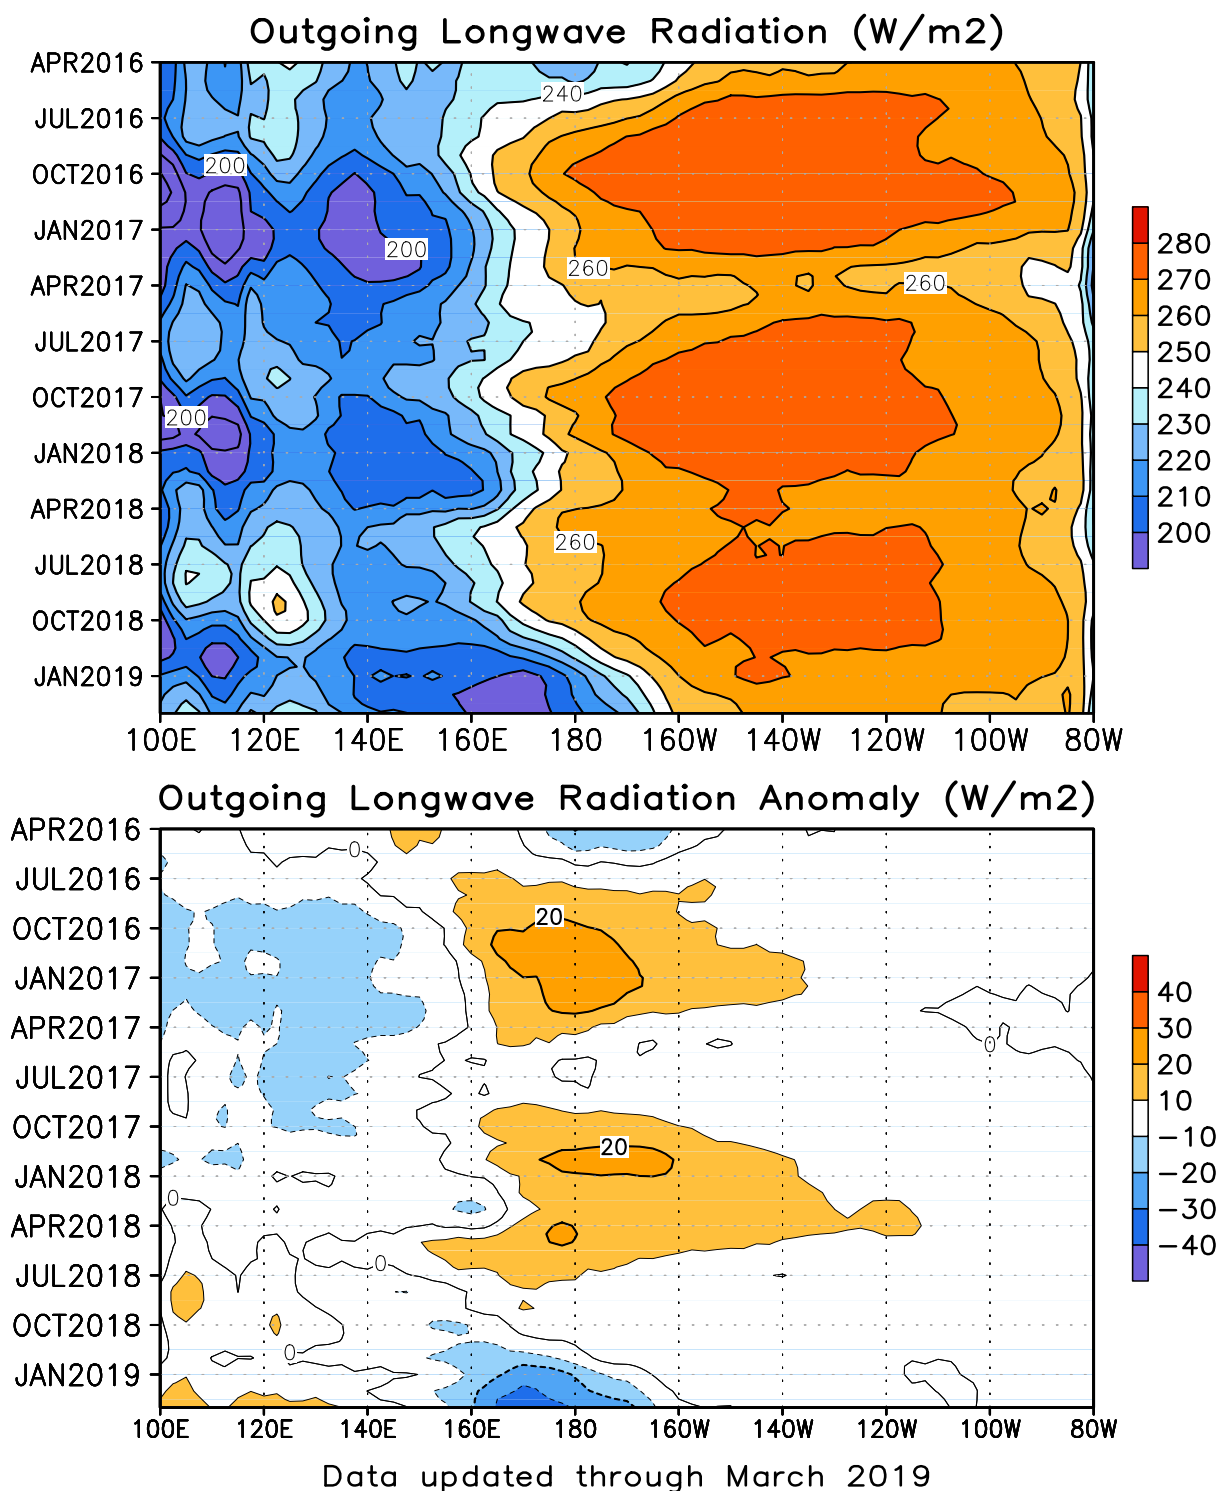 Outgoing Longwave Radiation (W/m2)
APR2016
JUL2016
OCT2016
JAN2017
APR2017
JUL2017
OCT2017
JAN2018
APR2018
JUL2018
OCT2018
JAN2019
240
200
200
260
260
200
260
100E 120E 140E 160E 180 160W 140W 120W 100W 80W
280
270
260
250
240
230
220
210
200
Outgoing Longwave Radiation Anomaly (W/m2)
APR2016
JUL2016
OCT2016
JAN2017
APR2017
JUL2017
OCT2017
JAN2018
APR2018
JUL2018
OCT2018
JAN2019
0
20
0
20
0
0
0
100E 120E 140E 160E 180 160W 140W 120W 100W 80W
40
30
20
10
-10
-20
-30
-40
Data updated through March 2019